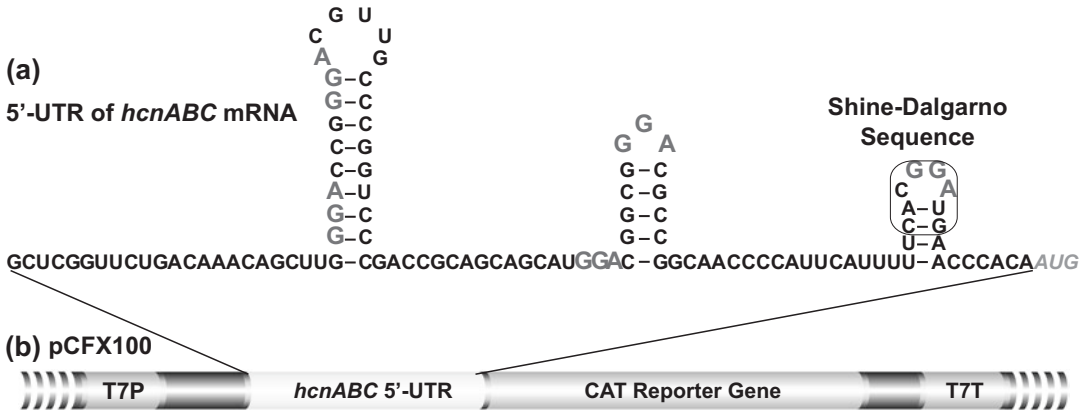 G U
C U
A G
(a)
G–C
5’-UTR of hcnABC mRNA
G–C
G–C
C–G
C–G
A–U
G–C
G–C
G
G A
G–C
C–G
G–C
G–C
Shine-Dalgarno
Sequence
G G
C A
A–U
C–G
U–A
GCUCGGUUCUGACAAACAGCUUG–CGACCGCAGCAGCAUGGAC–GGCAACCCCAUUCAUUUU–ACCCACAAUG
(b) pCFX100
T7P hcnABC 5’-UTR CAT Reporter Gene T7T